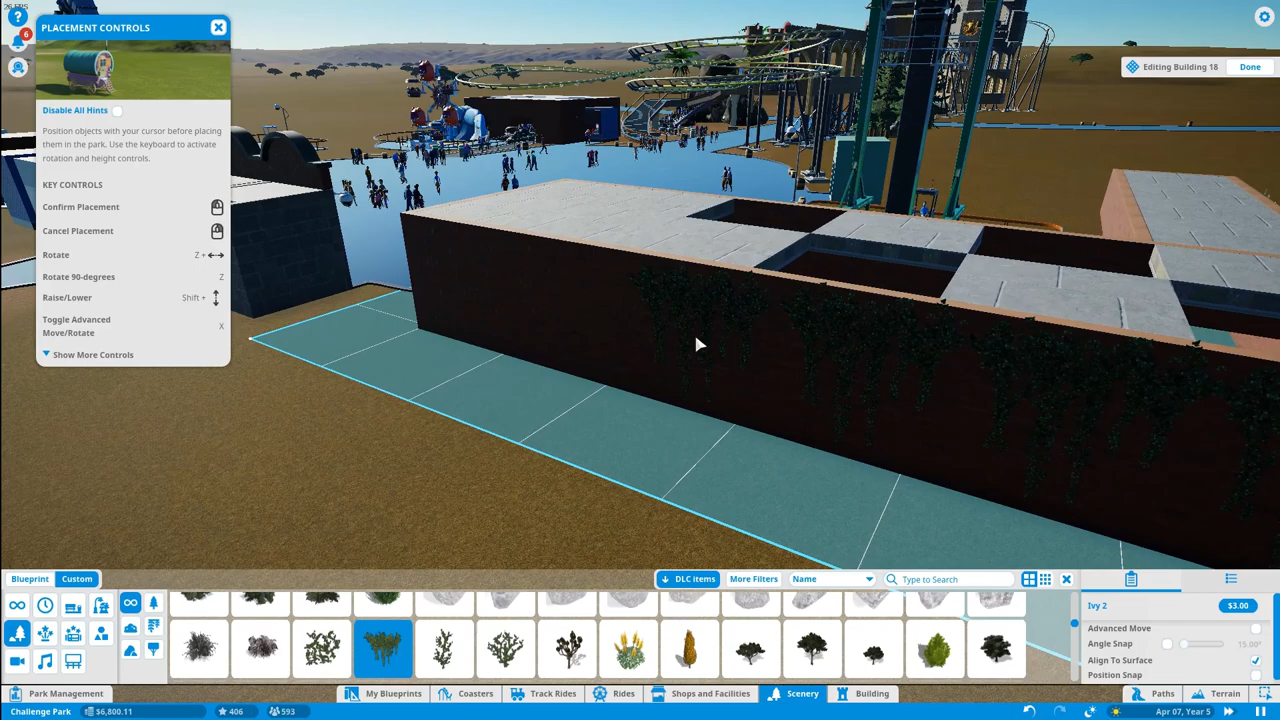 26 FPS
?
6
PLACEMENT CONTROLS
Disable All Hints
Position objects with your cursor before placing
them in the park. Use the keyboard to activate
rotation and height controls.
KEY CONTROLS
Confirm Placement
Cancel Placement
Rotate Z +
Rotate 90-degrees Z
Raise/Lower Shift +
Toggle Advanced
Move/Rotate X
Show More Controls
Editing Building 18 Done
Blueprint Custom DLC items More Filters Name Type to Search
Ivy 2 $3.00
Advanced Move
Angle Snap 15.00°
Align To Surface
Position Snap
Park Management My Blueprints Coasters Track Rides Rides Shops and Facilities Scenery Building Paths Terrain
Challenge Park $6,800.11 406 593 Apr 07, Year 5